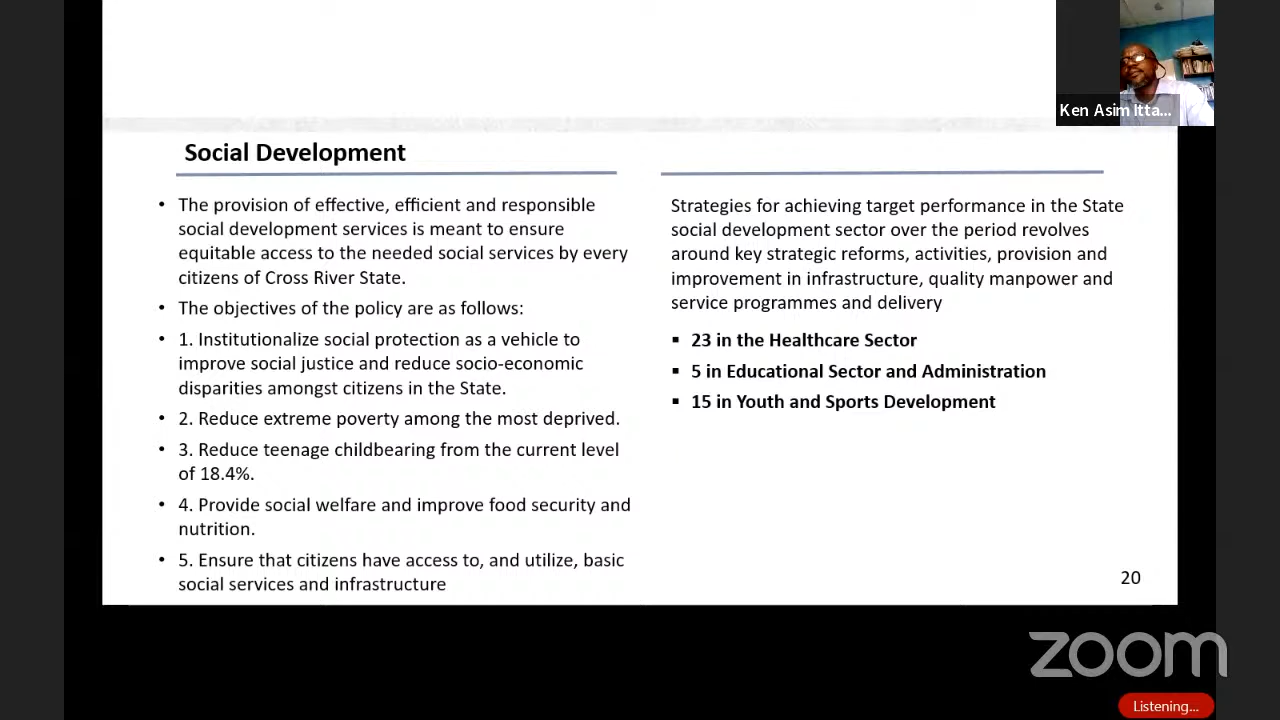 Ken Asim Itta...
Social Development
• The provision of effective, efficient and responsible
social development services is meant to ensure
equitable access to the needed social services by every
citizens of Cross River State.
• The objectives of the policy are as follows:
• 1. Institutionalize social protection as a vehicle to
improve social justice and reduce socio-economic
disparities amongst citizens in the State.
• 2. Reduce extreme poverty among the most deprived.
• 3. Reduce teenage childbearing from the current level
of 18.4%.
• 4. Provide social welfare and improve food security and
nutrition.
• 5. Ensure that citizens have access to, and utilize, basic
social services and infrastructure
Strategies for achieving target performance in the State
social development sector over the period revolves
around key strategic reforms, activities, provision and
improvement in infrastructure, quality manpower and
service programmes and delivery
▪ 23 in the Healthcare Sector
▪ 5 in Educational Sector and Administration
▪ 15 in Youth and Sports Development
20
zoom
Listening...